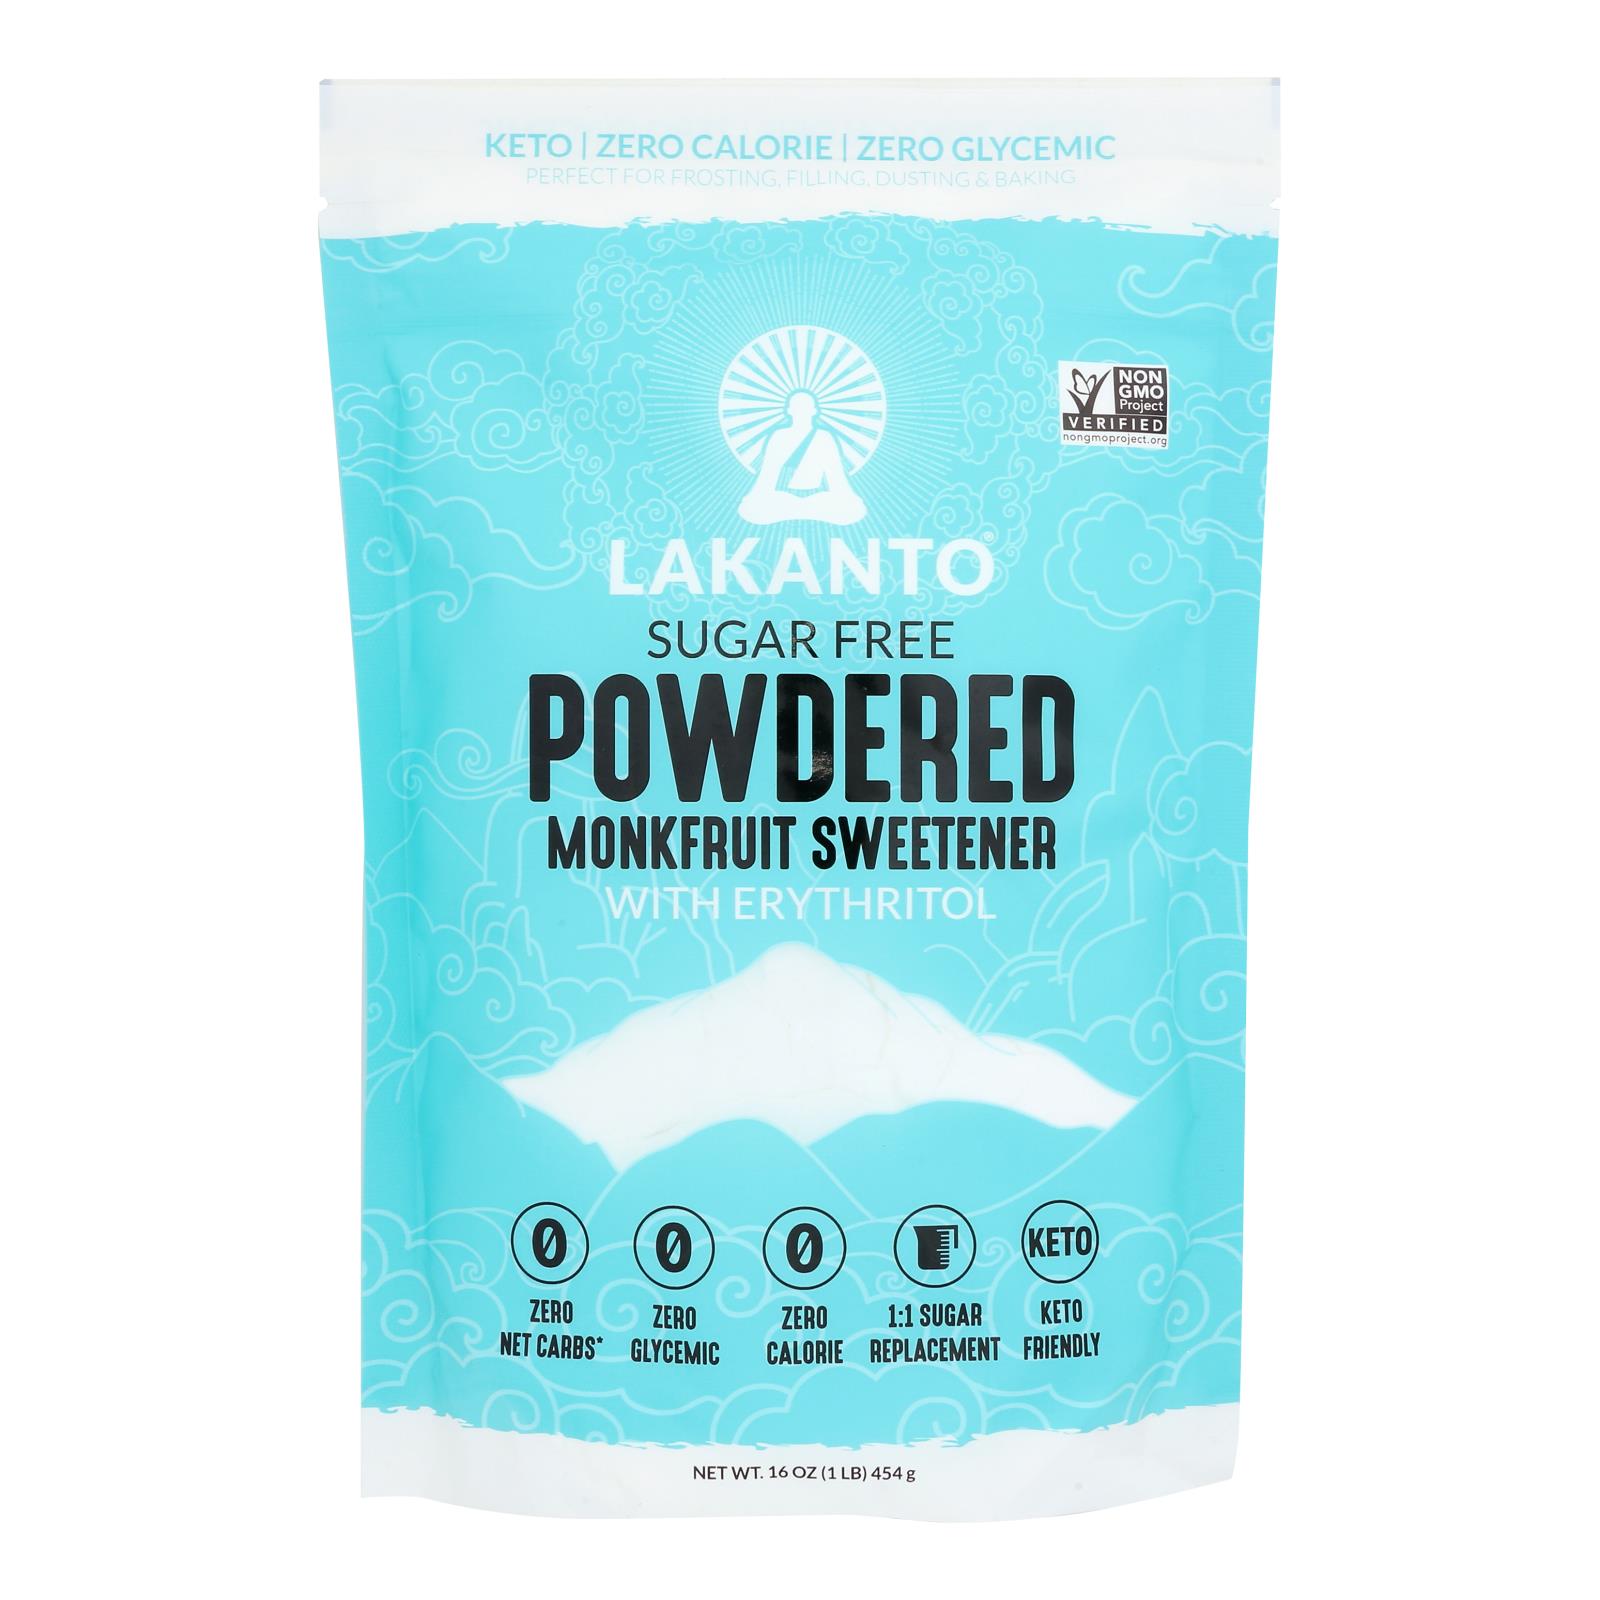 KETO | ZERO CALORIE | ZERO GLYCEMIC
PERFECT FOR FROSTING, FILLING, DUSTING & BAKING
NON
GMO
Project
VERIFIED
nongmoproject.org
LAKANTO®
SUGAR FREE
POWDERED
MONKFRUIT SWEETENER
WITH ERYTHRITOL
0
ZERO
NET CARBS*
0
ZERO
GLYCEMIC
0
ZERO
CALORIE
1:1 SUGAR
REPLACEMENT
KETO
KETO
FRIENDLY
NET WT. 16 OZ (1 LB) 454 g